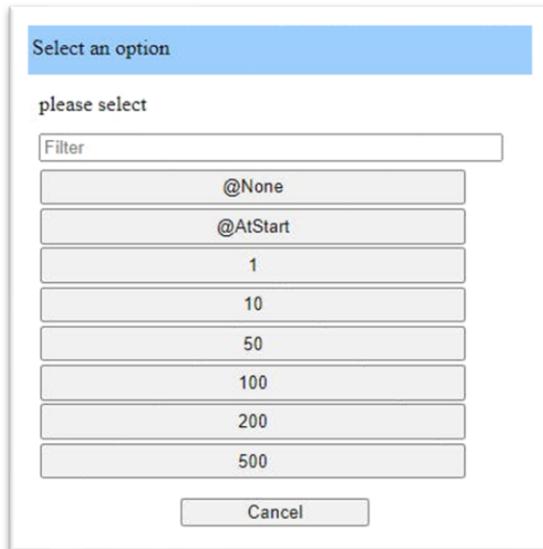 Select an option
please select
Filter
@None
@AtStart
1
10
50
100
200
500
Cancel